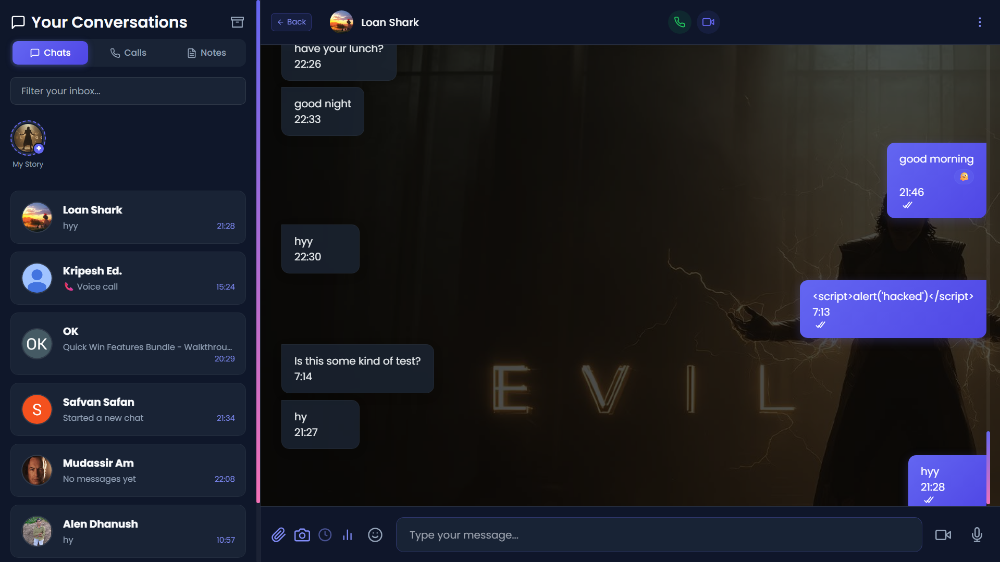 Your Conversations
Chats
Calls
Notes
Filter your inbox...
My Story
Loan Shark
hyy
21:28
Kripesh Ed.
Voice call
15:24
OK
OK
Quick Win Features Bundle - Walkthrou...
20:29
S
Safvan Safan
Started a new chat
21:34
Mudassir Am
No messages yet
22:08
Alen Dhanush
hy
10:57
← Back
Loan Shark
have your lunch?
22:26
good night
22:33
good morning
21:46
hyy
22:30
<script>alert('hacked')</script>
7:13
Is this some kind of test?
7:14
EVIL
hy
21:27
hyy
21:28
Type your message...